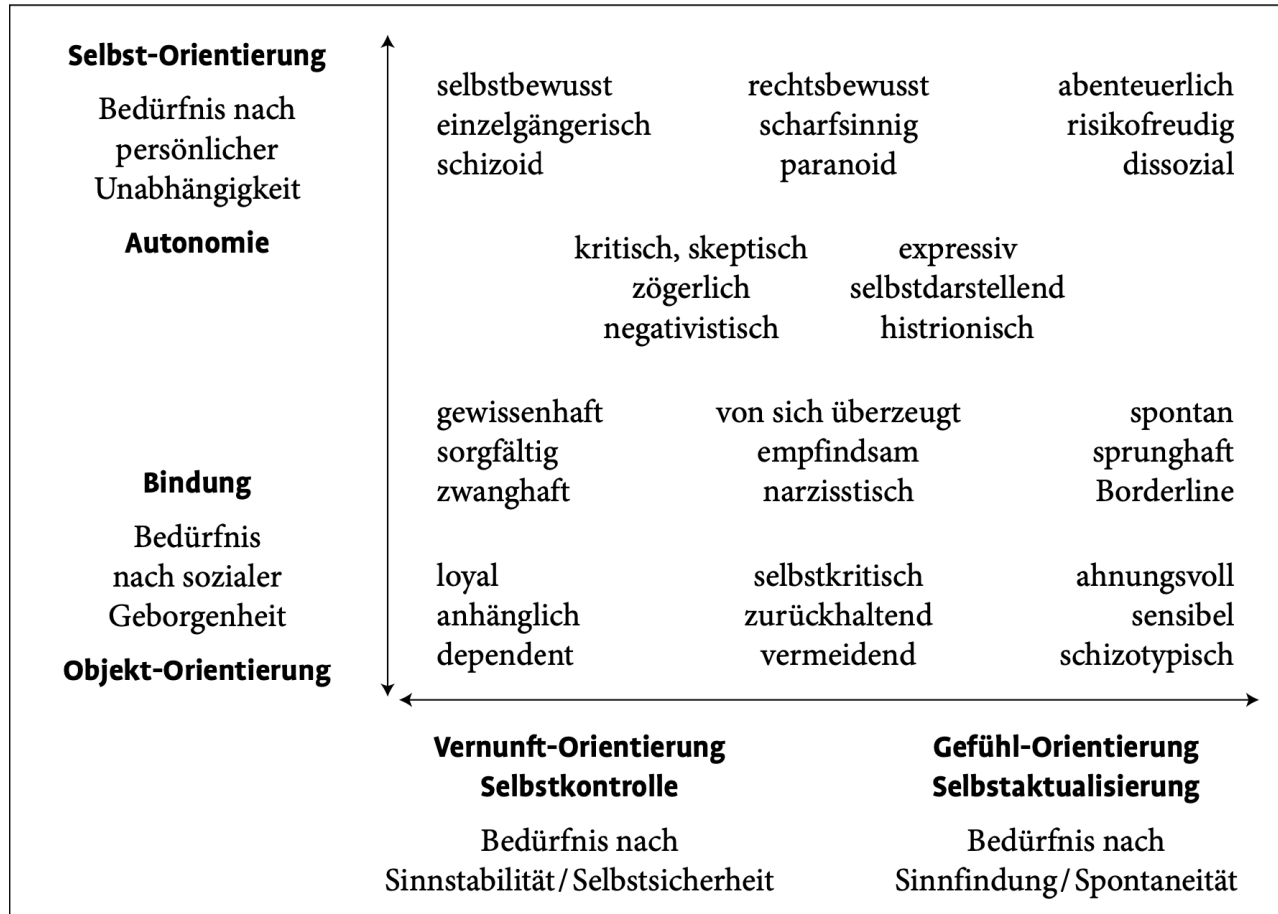 Selbst-Orientierung
Bedürfnis nach
persönlicher
Unabhängigkeit
Autonomie
Bindung
Bedürfnis
nach sozialer
Geborgenheit
Objekt-Orientierung
selbstbewusst
einzelgängerisch
schizoid
rechtsbewusst
scharfsinnig
paranoid
abenteuerlich
risikofreudig
dissozial
kritisch, skeptisch
zögerlich
negativistisch
expressiv
selbstdarstellend
histrionisch
gewissenhaft
sorgfältig
zwanghaft
von sich überzeugt
empfindsam
narzisstisch
spontan
sprunghaft
Borderline
loyal
anhänglich
dependent
selbstkritisch
zurückhaltend
vermeidend
ahnungsvoll
sensibel
schizotypisch
Vernunft-Orientierung
Selbstkontrolle
Bedürfnis nach
Sinnstabilität/Selbstsicherheit
Gefühl-Orientierung
Selbstaktualisierung
Bedürfnis nach
Sinnfindung/Spontaneität